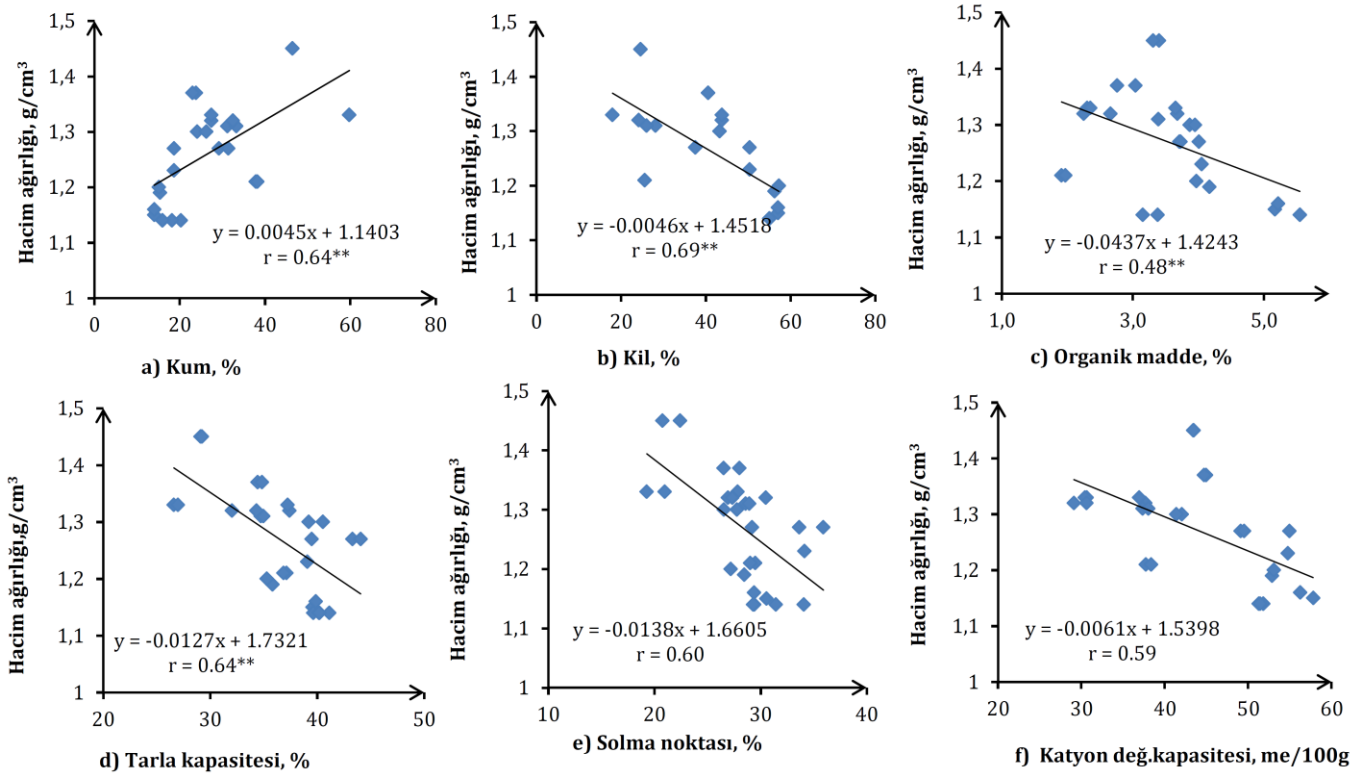 Hacim ağırlığı, g/cm³
1,5
1,4
1,3
1,2
1,1
1
0
20
40
60
80
y = 0.0045x + 1.1403
r = 0.64**
a) Kum, %
Hacim ağırlığı, g/cm³
1,5
1,4
1,3
1,2
1,1
1
0
20
40
60
80
y = -0.0046x + 1.4518
r = 0.69**
b) Kil, %
Hacim ağırlığı, g/cm³
1,5
1,4
1,3
1,2
1,1
1
1,0
3,0
5,0
y = -0.0437x + 1.4243
r = 0.48**
c) Organik madde, %
Hacim ağırlığı,g/cm³
1,5
1,4
1,3
1,2
1,1
1
20
30
40
50
y = -0.0127x + 1.7321
r = 0.64**
d) Tarla kapasitesi, %
Hacim ağırlığı, g/cm³
1,5
1,4
1,3
1,2
1,1
1
10
20
30
40
y = -0.0138x + 1.6605
r = 0.60
e) Solma noktası, %
Hacim ağırlığı, g/cm³
1,5
1,4
1,3
1,2
1,1
1
20
30
40
50
60
y = -0.0061x + 1.5398
r = 0.59
f) Katyon değ.kapasitesi, me/100g